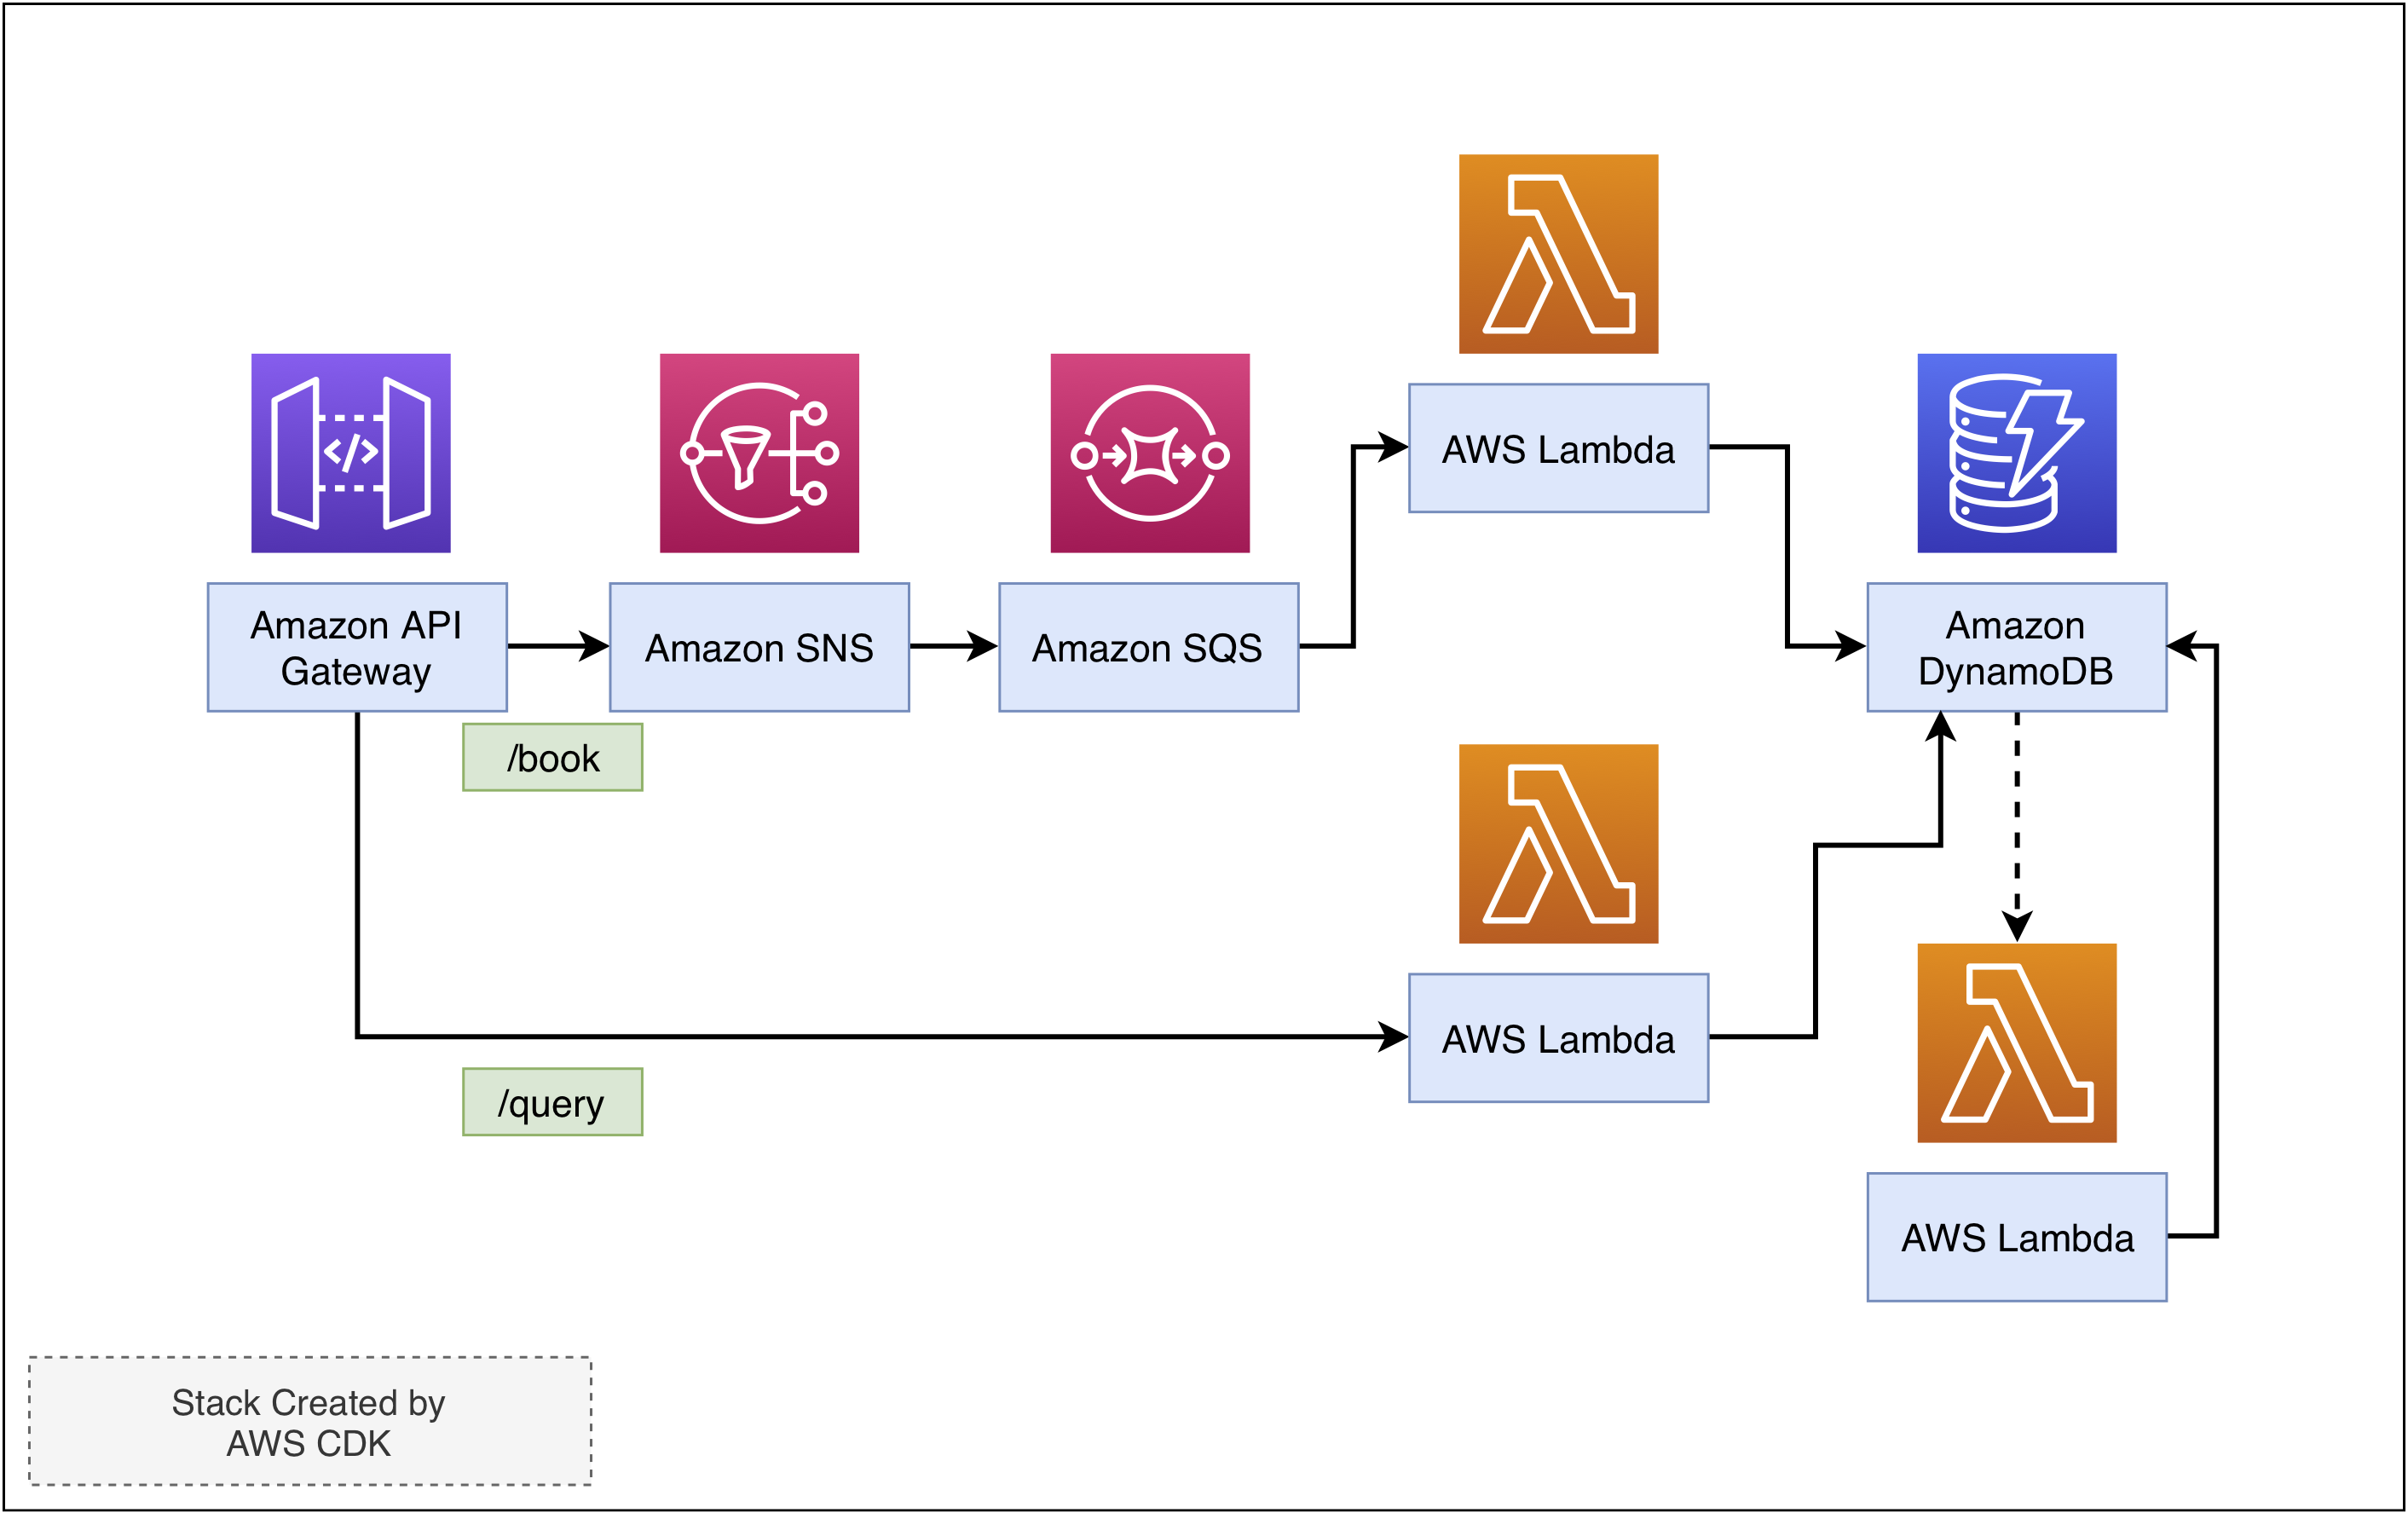 AWS Lambda
Amazon API
Gateway
Amazon SNS
Amazon SQS
Amazon
DynamoDB
/book
AWS Lambda
/query
AWS Lambda
Stack Created by
AWS CDK